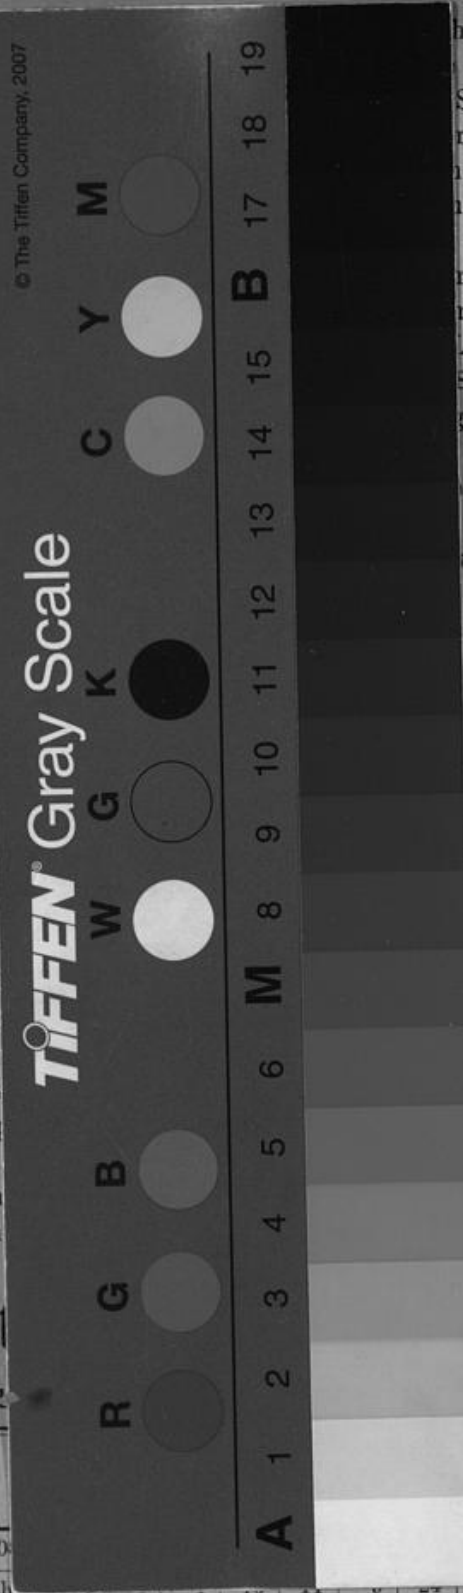 © The Tiffen Company, 2007
TIFFEN® Gray Scale
R G B W G K C Y M
A 1 2 3 4 5 6 M 8 9 10 11 12 13 14 15 B 17 18 19